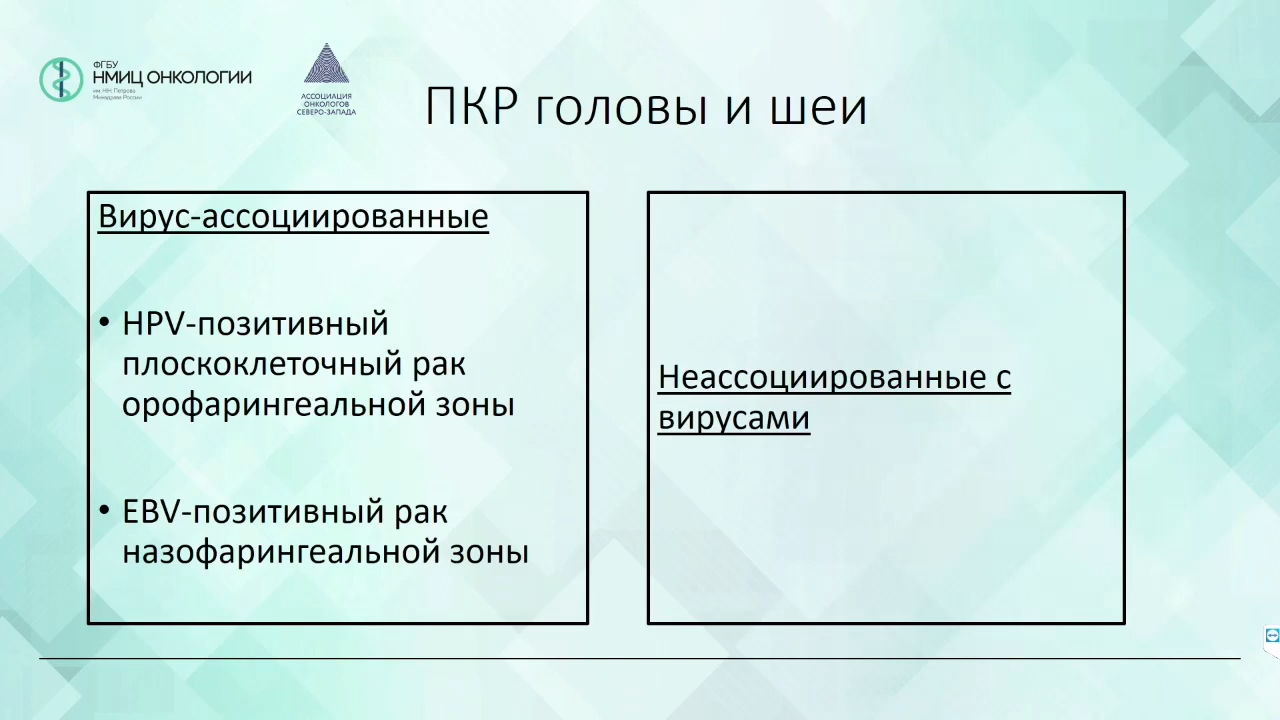 ФГБУ
НМИЦ ОНКОЛОГИИ
им. Н.Н. Петрова
Минздрава России
АССОЦИАЦИЯ
ОНКОЛОГОВ
СЕВЕРО-ЗАПАДА
ПКР головы и шеи
Вирус-ассоциированные
• HPV-позитивный
плоскоклеточный рак
орофарингеальной зоны
• EBV-позитивный рак
назофарингеальной зоны
Неассоциированные с
вирусами